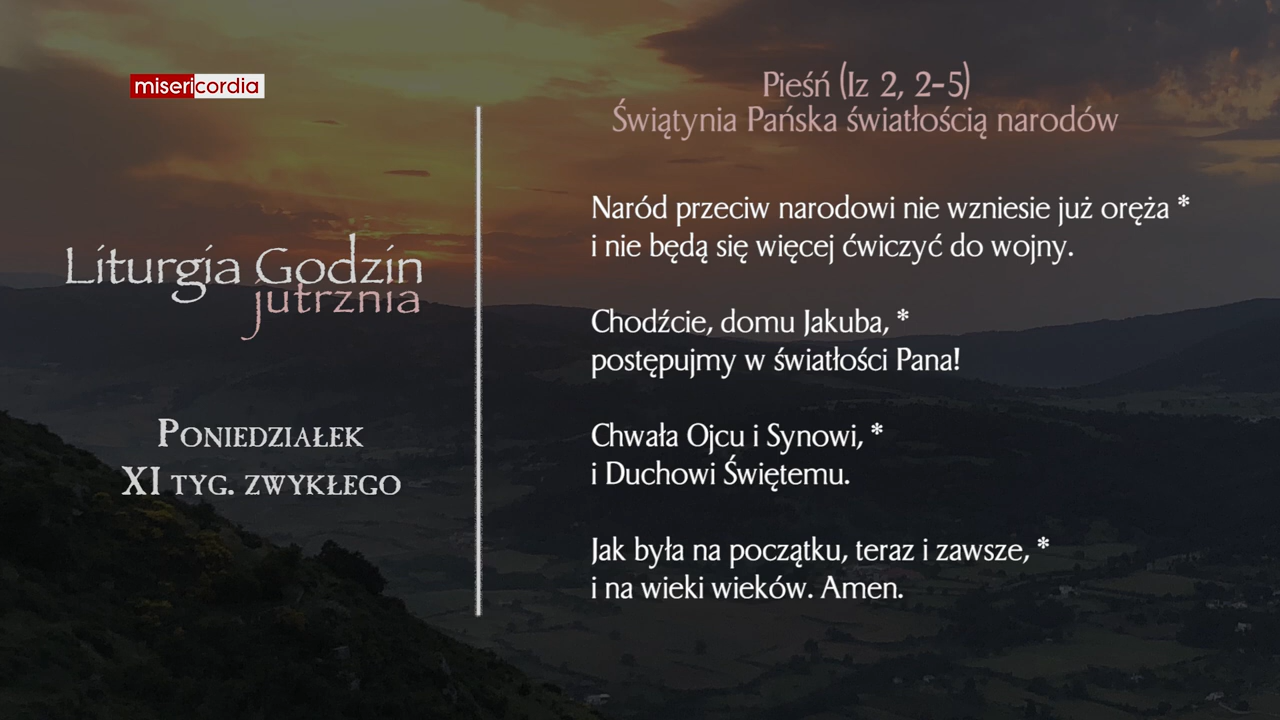 misericordia
Liturgia Godzin
jutrznia
Poniedziałek
XI tyg. zwykłego
Pieśń (Iz 2, 2-5)
Świątynia Pańska światłością narodów
Naród przeciw narodowi nie wzniesie już oręża *
i nie będą się więcej ćwiczyć do wojny.
Chodźcie, domu Jakuba, *
postępujmy w światłości Pana!
Chwała Ojcu i Synowi, *
i Duchowi Świętemu.
Jak była na początku, teraz i zawsze, *
i na wieki wieków. Amen.